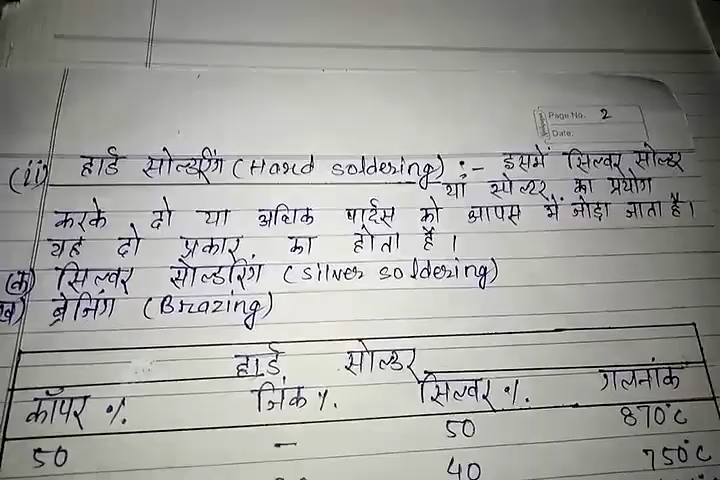 Page No. 2
Date:
(ii) हार्ड सोल्डरिंग (Hard soldering) :- इसमें सिल्वर सोल्डर
या सोल्डर का प्रयोग
करके दो या अधिक पार्ट्स को आपस में जोड़ा जाता है।
यह दो प्रकार का होता है।
(क) सिल्वर सोल्डरिंग (silver soldering)
ख) ब्रेजिंग (Brazing)
हार्ड सोल्डर
कॉपर % जिंक % सिल्वर % गलनांक
50 - 50 870°C
40 750°C